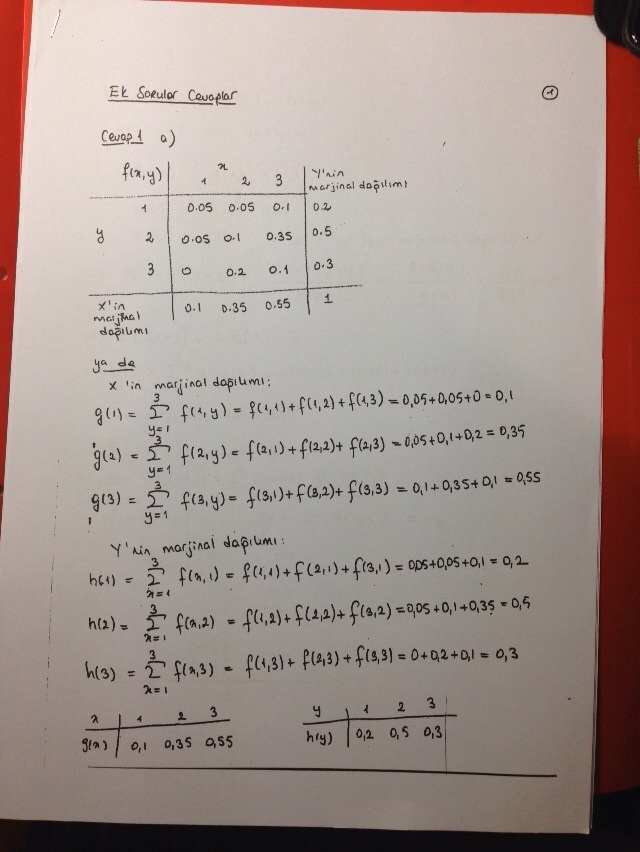 Ek Sorular Cevaplar
1
Cevap1 a)
f(x,y) x 1 2 3 Y'nin marjinal dağılımı
1 0.05 0.05 0.1 0.2
y 2 0.05 0.1 0.35 0.5
3 0 0.2 0.1 0.3
X'in marjinal dağılımı 0.1 0.35 0.55 1
ya da
X'in marjinal dağılımı:
g(1) = 3 Σ y=1 f(1,y) = f(1,1)+f(1,2)+f(1,3) = 0,05+0,05+0 = 0,1
g(2) = 3 Σ y=1 f(2,y) = f(2,1)+f(2,2)+f(2,3) = 0,05+0,1+0,2 = 0,35
g(3) = 3 Σ y=1 f(3,y) = f(3,1)+f(3,2)+f(3,3) = 0,1+0,35+0,1 = 0,55
Y'nin marjinal dağılımı:
h(1) = 3 Σ x=1 f(x,1) = f(1,1)+f(2,1)+f(3,1) = 0,05+0,05+0,1 = 0,2
h(2) = 3 Σ x=1 f(x,2) = f(1,2)+f(2,2)+f(3,2) = 0,05+0,1+0,35 = 0,5
h(3) = 3 Σ x=1 f(x,3) = f(1,3)+f(2,3)+f(3,3) = 0+0,2+0,1 = 0,3
x 1 2 3
g(x) 0,1 0,35 0,55
y 1 2 3
h(y) 0,2 0,5 0,3